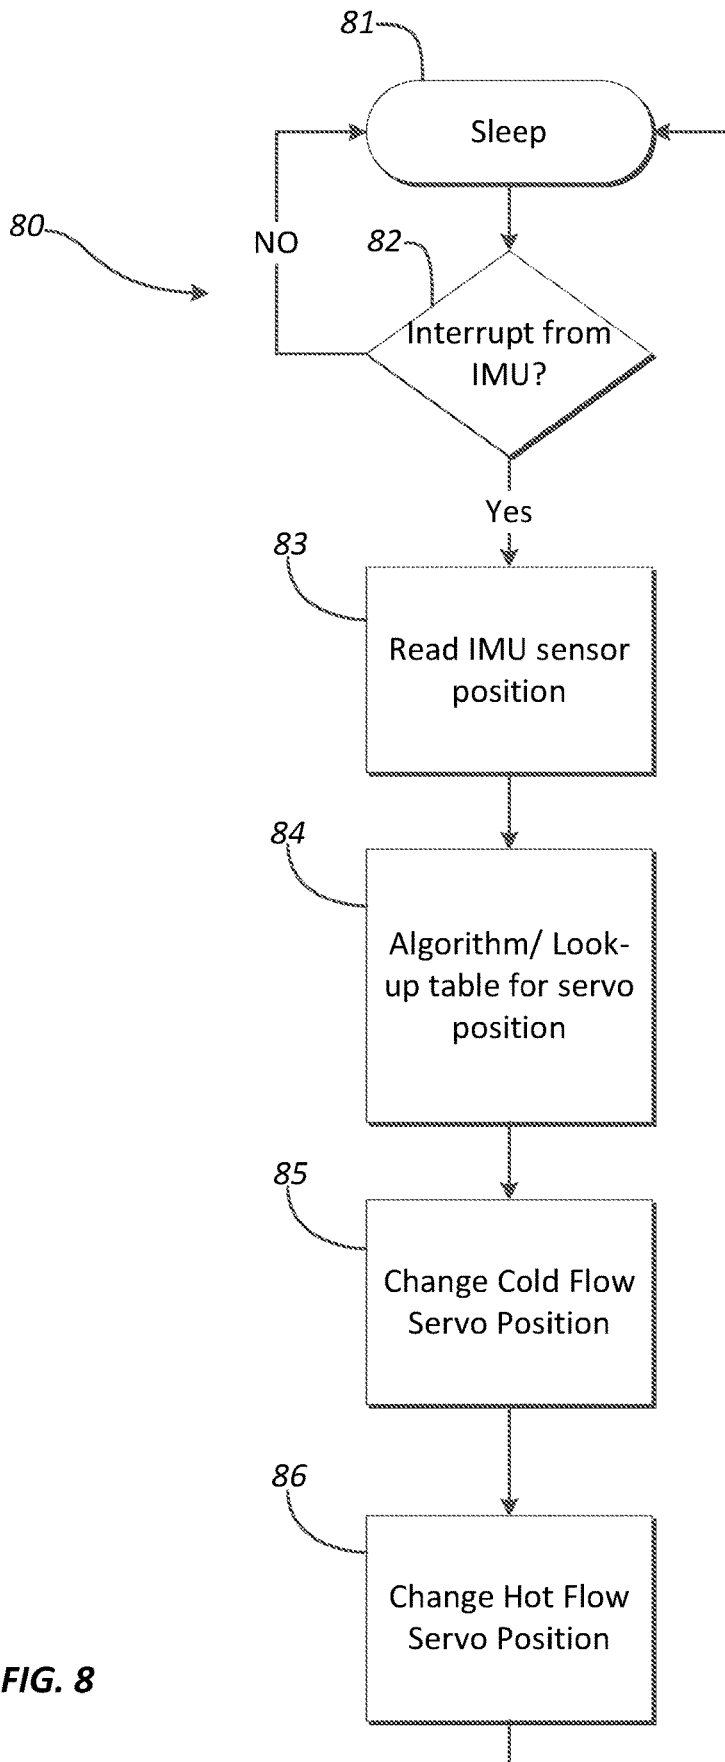 81
Sleep
80
NO
82
Interrupt from
IMU?
Yes
83
Read IMU sensor
position
84
Algorithm/ Look-
up table for servo
position
85
Change Cold Flow
Servo Position
86
Change Hot Flow
Servo Position
FIG. 8